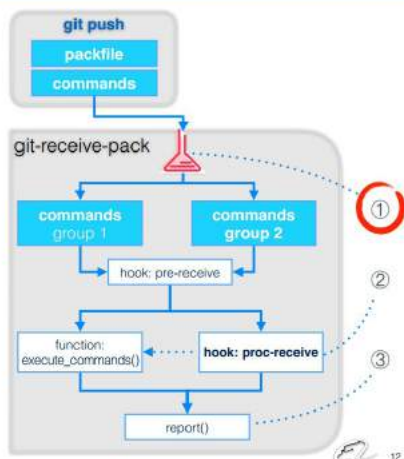 git push
packfile
commands
git-receive-pack
①
commands
group 1
commands
group 2
hook: pre-receive
②
function:
execute_commands()
hook: proc-receive
③
report()
12